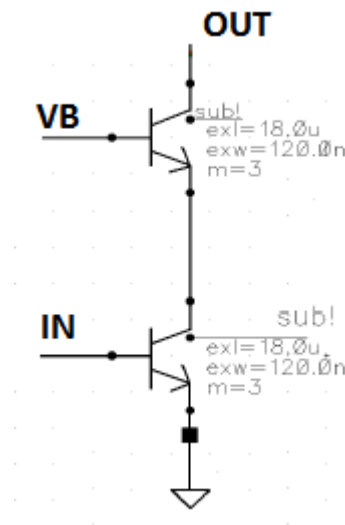 OUT
VB
sub!
exl=18.0u
exw=120.0n
m=3
IN
sub!
exl=18.0u
exw=120.0n
m=3